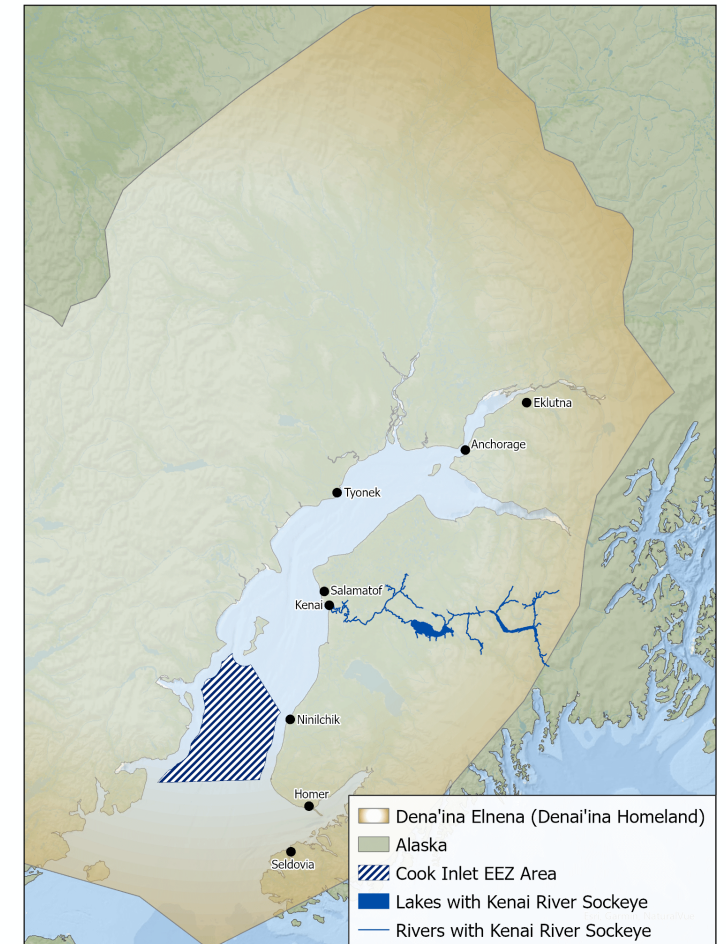 Eklutna
Anchorage
Tyonek
Salamatof
Kenai
Ninilchik
Homer
Seldovia
Dena'ina Elnena (Denai'ina Homeland)
Alaska
Cook Inlet EEZ Area
Lakes with Kenai River Sockeye
Rivers with Kenai River Sockeye